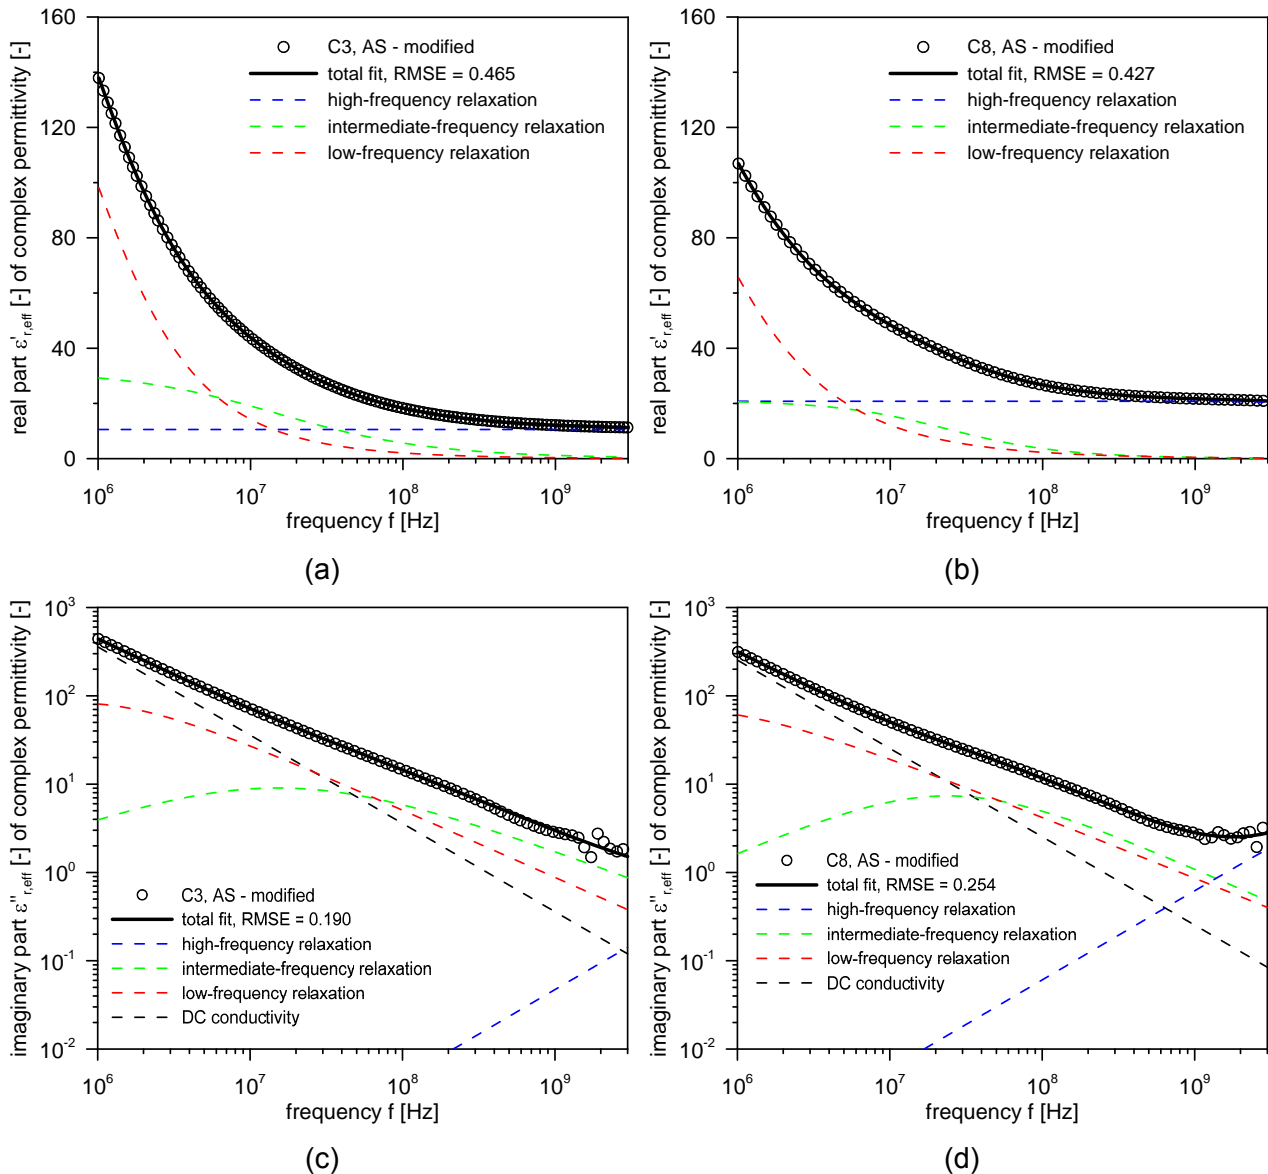 real part ε'r,eff [-] of complex permittivity [-]
160
120
80
40
0
C3, AS - modified
total fit, RMSE = 0.465
high-frequency relaxation
intermediate-frequency relaxation
low-frequency relaxation
10^6 10^7 10^8 10^9
frequency f [Hz]
(a)
real part ε'r,eff [-] of complex permittivity [-]
160
120
80
40
0
C8, AS - modified
total fit, RMSE = 0.427
high-frequency relaxation
intermediate-frequency relaxation
low-frequency relaxation
10^6 10^7 10^8 10^9
frequency f [Hz]
(b)
imaginary part ε''r,eff [-] of complex permittivity [-]
10^3
10^2
10^1
10^0
10^-1
10^-2
C3, AS - modified
total fit, RMSE = 0.190
high-frequency relaxation
intermediate-frequency relaxation
low-frequency relaxation
DC conductivity
10^6 10^7 10^8 10^9
frequency f [Hz]
(c)
imaginary part ε''r,eff [-] of complex permittivity [-]
10^3
10^2
10^1
10^0
10^-1
10^-2
C8, AS - modified
total fit, RMSE = 0.254
high-frequency relaxation
intermediate-frequency relaxation
low-frequency relaxation
DC conductivity
10^6 10^7 10^8 10^9
frequency f [Hz]
(d)